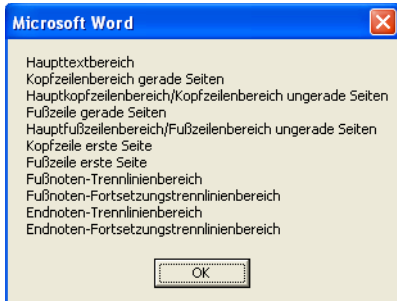 Microsoft Word
Haupttextbereich
Kopfzeilenbereich gerade Seiten
Hauptkopfzeilenbereich/Kopfzeilenbereich ungerade Seiten
Fußzeile gerade Seiten
Hauptfußzeilenbereich/Fußzeilenbereich ungerade Seiten
Kopfzeile erste Seite
Fußzeile erste Seite
Fußnoten-Trennlinienbereich
Fußnoten-Fortsetzungstrennlinienbereich
Endnoten-Trennlinienbereich
Endnoten-Fortsetzungstrennlinienbereich
OK